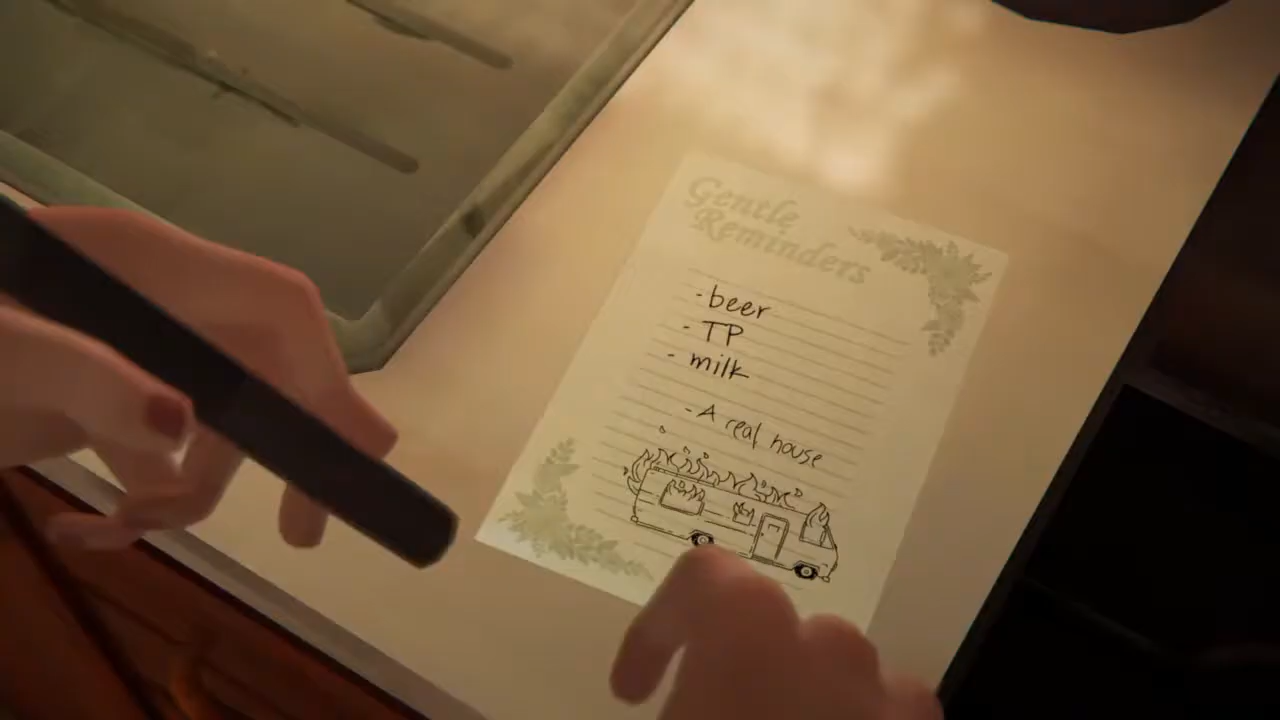 Gentle
Reminders
- beer
- TP
- milk
- A real house